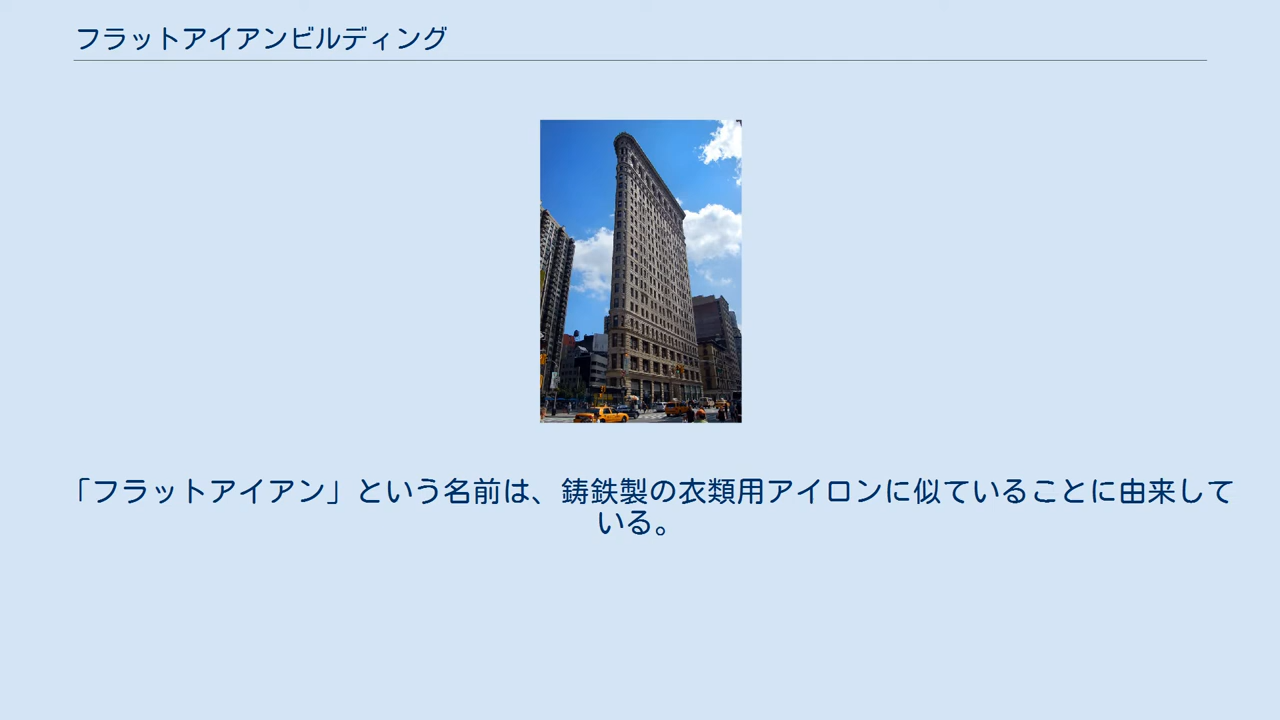 フラットアイアンビルディング
「フラットアイアン」という名前は、鋳鉄製の衣類用アイロンに似ていることに由来して
いる。